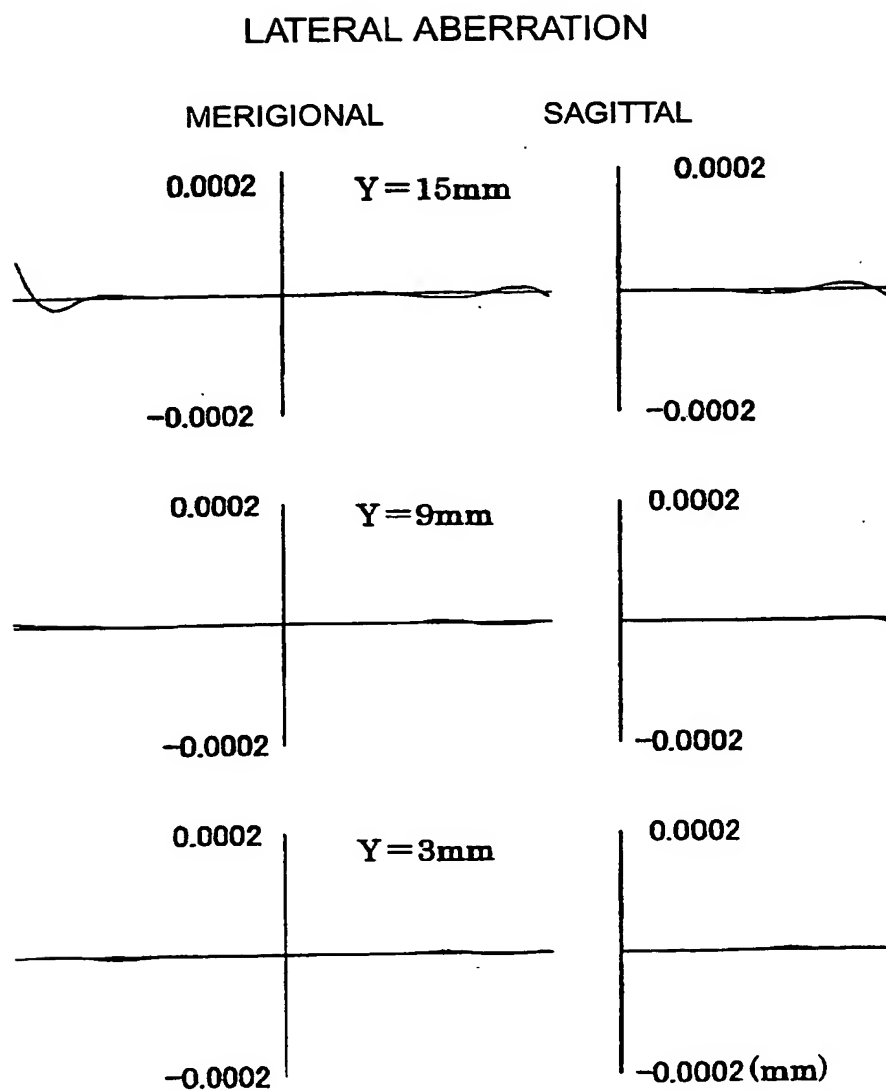 LATERAL ABERRATION
MERIGIONAL SAGITTAL
0.0002 Y=15mm 0.0002
−0.0002 −0.0002
0.0002 Y=9mm 0.0002
−0.0002 −0.0002
0.0002 Y=3mm 0.0002
−0.0002 −0.0002(mm)